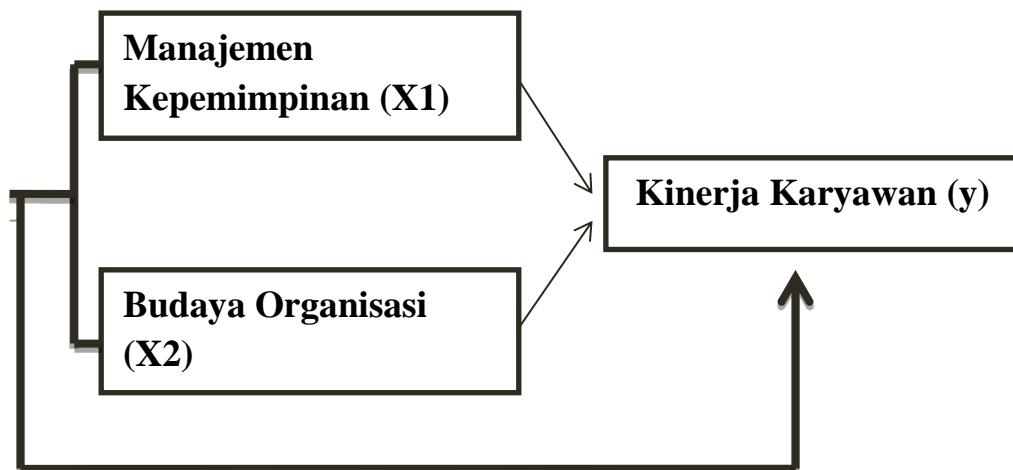 Manajemen
Kepemimpinan (X1)
Kinerja Karyawan (y)
Budaya Organisasi
(X2)